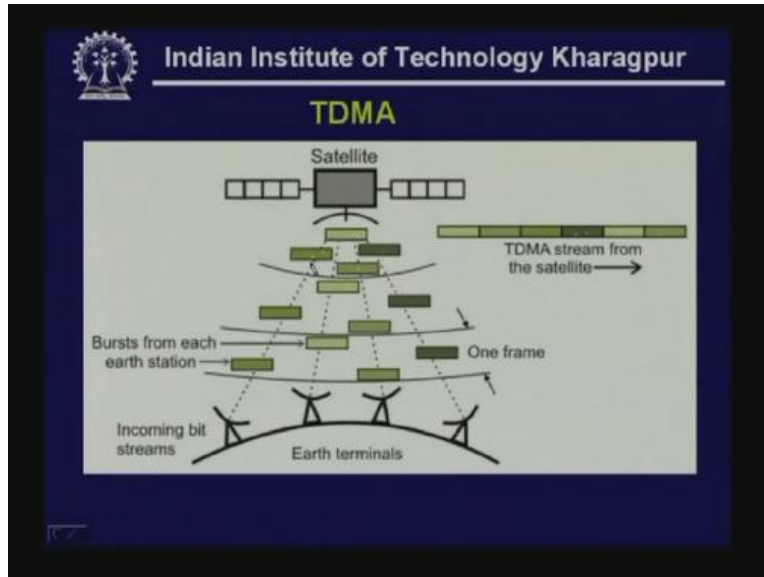 Indian Institute of Technology Kharagpur
TDMA
Satellite
TDMA stream from
the satellite
Bursts from each
earth station
One frame
Incoming bit
streams
Earth terminals